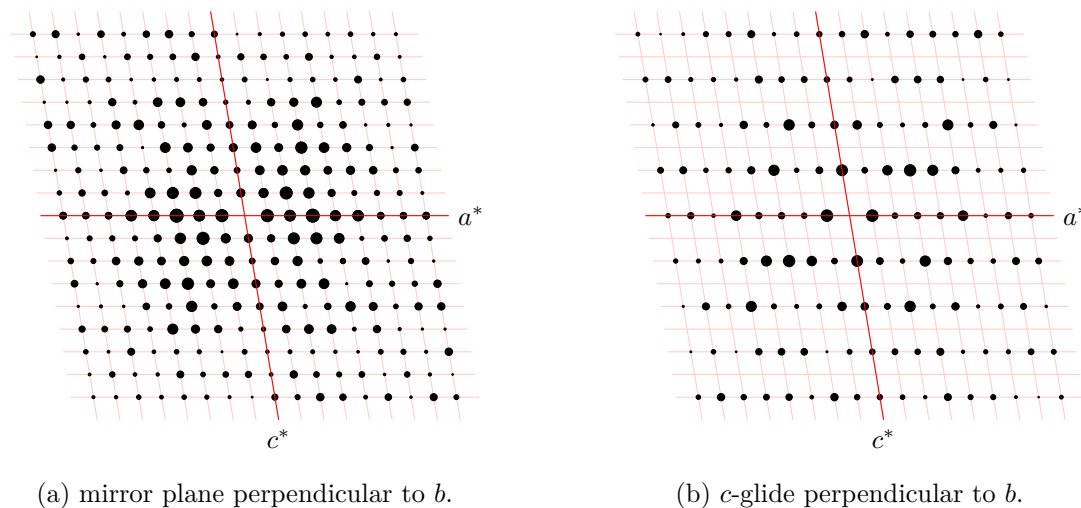 a*
c*
(a) mirror plane perpendicular to b.
a*
c*
(b) c-glide perpendicular to b.